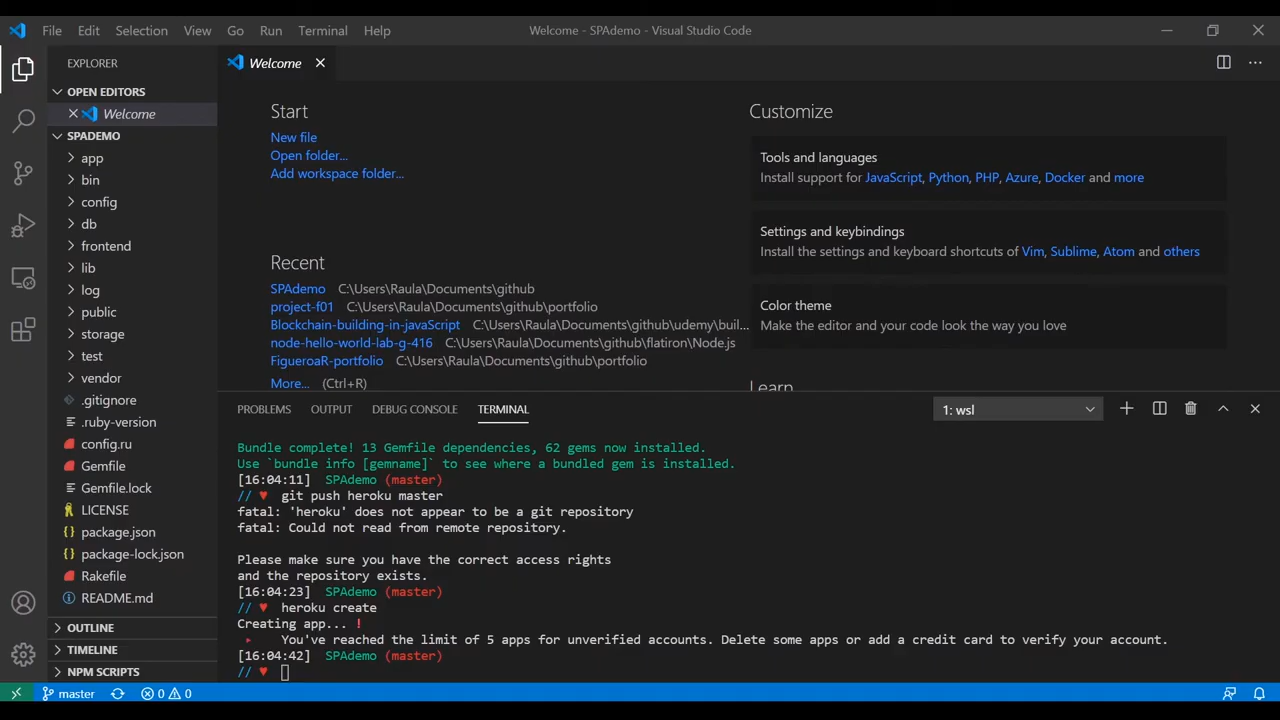 File Edit Selection View Go Run Terminal Help
Welcome - SPAdemo - Visual Studio Code
EXPLORER
OPEN EDITORS
Welcome
SPADEMO
app
bin
config
db
frontend
lib
log
public
storage
test
vendor
.gitignore
.ruby-version
config.ru
Gemfile
Gemfile.lock
LICENSE
package.json
package-lock.json
Rakefile
README.md
OUTLINE
TIMELINE
NPM SCRIPTS
Welcome
Start
New file
Open folder...
Add workspace folder...
Recent
SPAdemo C:\Users\Raula\Documents\github
project-f01 C:\Users\Raula\Documents\github\portfolio
Blockchain-building-in-javaScript C:\Users\Raula\Documents\github\udemy\buil...
node-hello-world-lab-g-416 C:\Users\Raula\Documents\github\flatiron\Node.js
FigueroaR-portfolio C:\Users\Raula\Documents\github\portfolio
More... (Ctrl+R)
Customize
Tools and languages
Install support for JavaScript, Python, PHP, Azure, Docker and more
Settings and keybindings
Install the settings and keyboard shortcuts of Vim, Sublime, Atom and others
Color theme
Make the editor and your code look the way you love
Learn
PROBLEMS OUTPUT DEBUG CONSOLE TERMINAL
1: wsl
Bundle complete! 13 Gemfile dependencies, 62 gems now installed.
Use `bundle info [gemname]` to see where a bundled gem is installed.
[16:04:11] SPAdemo (master)
// ♥ git push heroku master
fatal: 'heroku' does not appear to be a git repository
fatal: Could not read from remote repository.
Please make sure you have the correct access rights
and the repository exists.
[16:04:23] SPAdemo (master)
// ♥ heroku create
Creating app... !
▸ You've reached the limit of 5 apps for unverified accounts. Delete some apps or add a credit card to verify your account.
[16:04:42] SPAdemo (master)
// ♥
master 0 0